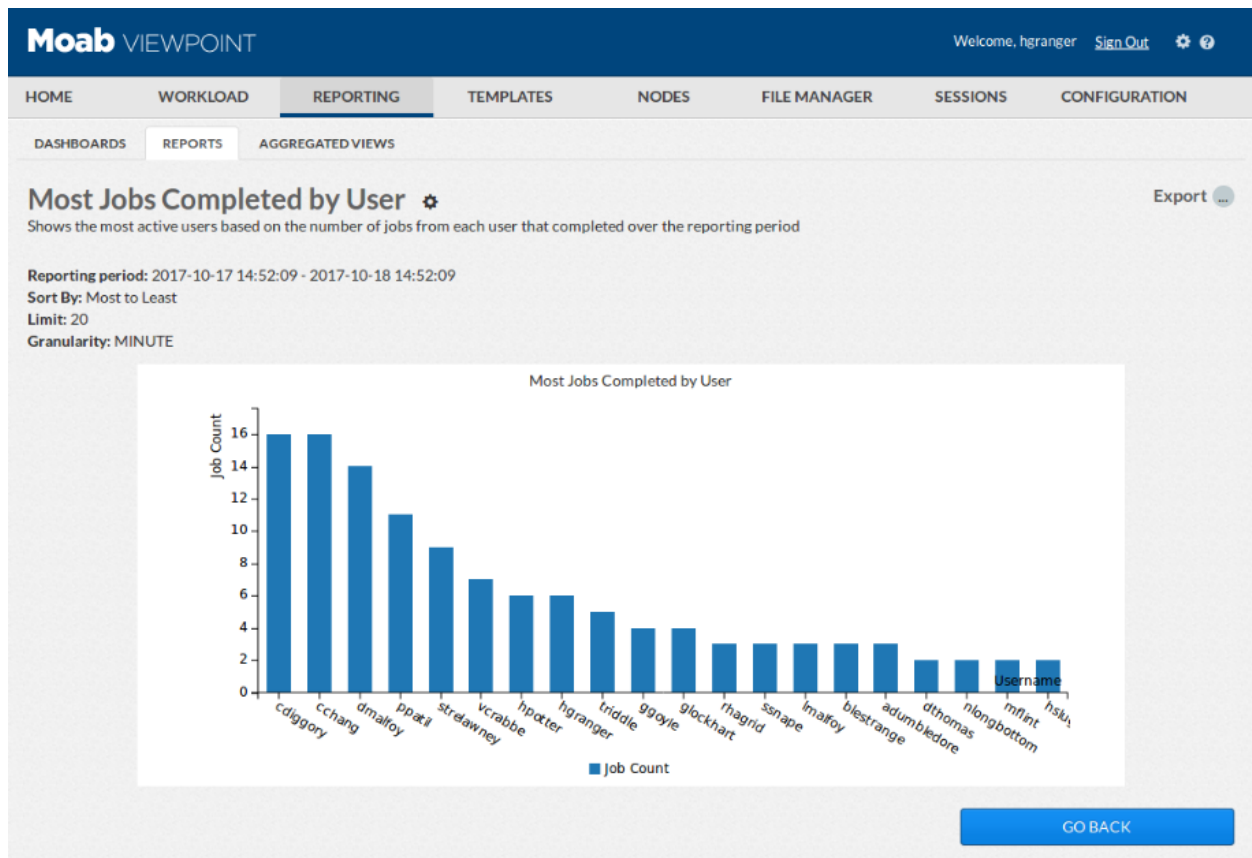 Moab VIEWPOINT
Welcome, hgranger Sign Out
HOME WORKLOAD REPORTING TEMPLATES NODES FILE MANAGER SESSIONS CONFIGURATION
DASHBOARDS REPORTS AGGREGATED VIEWS
Most Jobs Completed by User
Export ...
Shows the most active users based on the number of jobs from each user that completed over the reporting period
Reporting period: 2017-10-17 14:52:09 - 2017-10-18 14:52:09
Sort By: Most to Least
Limit: 20
Granularity: MINUTE
Most Jobs Completed by User
Job Count
16
14
12
10
8
6
4
2
0
Username
cdiggory cchang dmalfoy ppatil strelawney vcrabbe hpotter hgranger triddle ggoyle glockhart rhagrid ssnape lmalfoy blestrange adumbledore dthomas nlongbottom mflint
Job Count
GO BACK